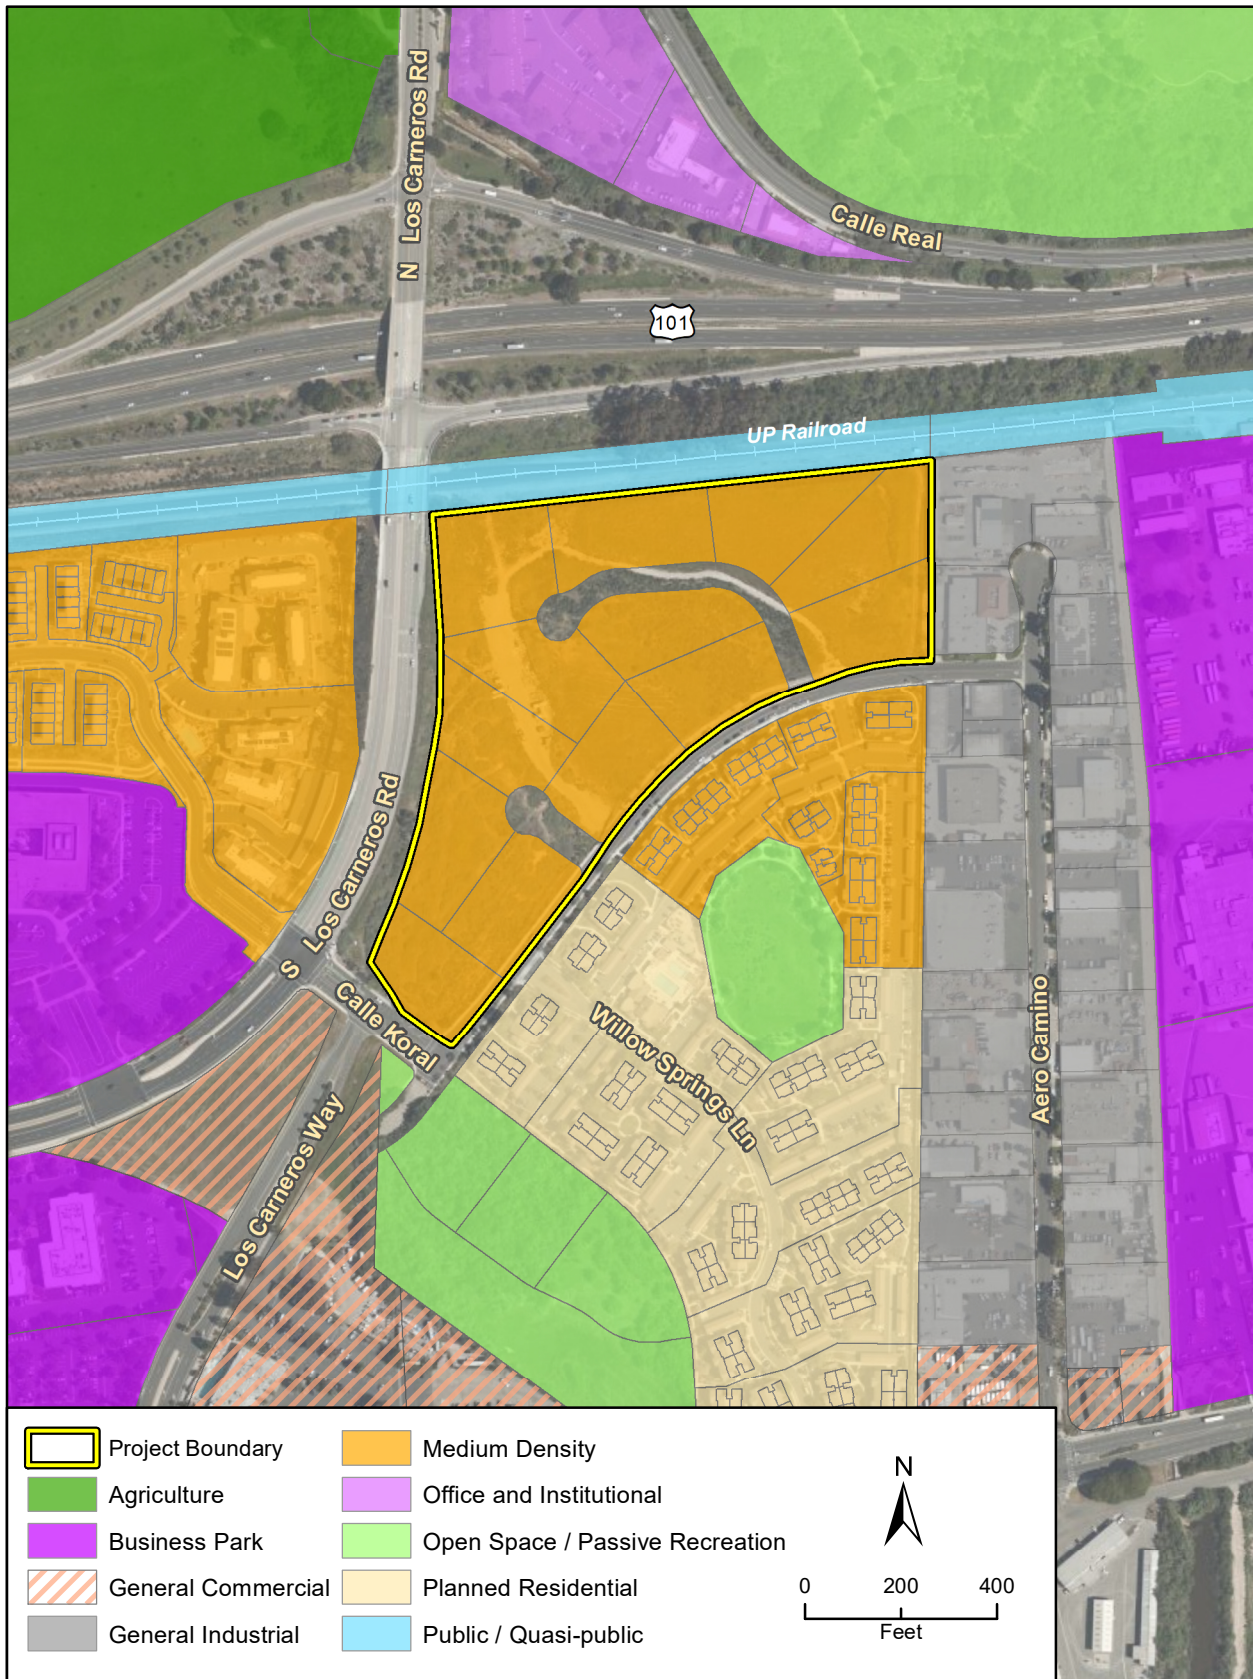 N Los Carneros Rd
Calle Real
101
UP Railroad
S Los Carneros Rd
Calle Koral
Willow Springs Ln
Aero Camino
Los Carneros Way
Project Boundary
Agriculture
Business Park
General Commercial
General Industrial
Medium Density
Office and Institutional
Open Space / Passive Recreation
Planned Residential
Public / Quasi-public
N
0 200 400
Feet